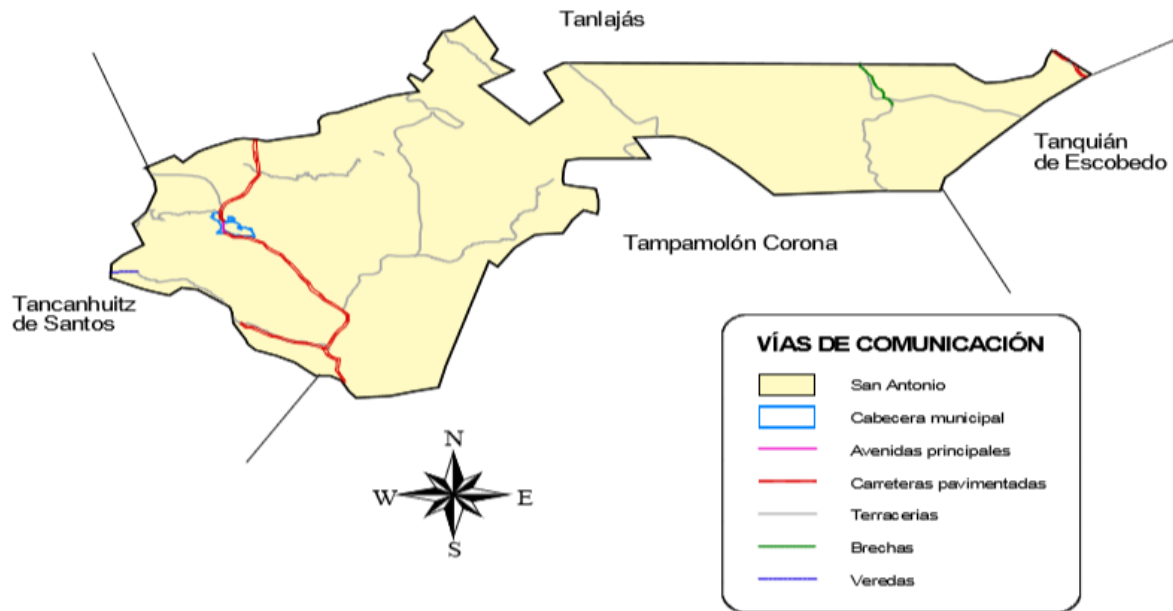 Tanlajás
Tanquián
de Escobedo
Tampamolón Corona
Tancanhuitz
de Santos
VÍAS DE COMUNICACIÓN
San Antonio
Cabecera municipal
Avenidas principales
Carreteras pavimentadas
Terracerias
Brechas
Veredas
N
W
E
S